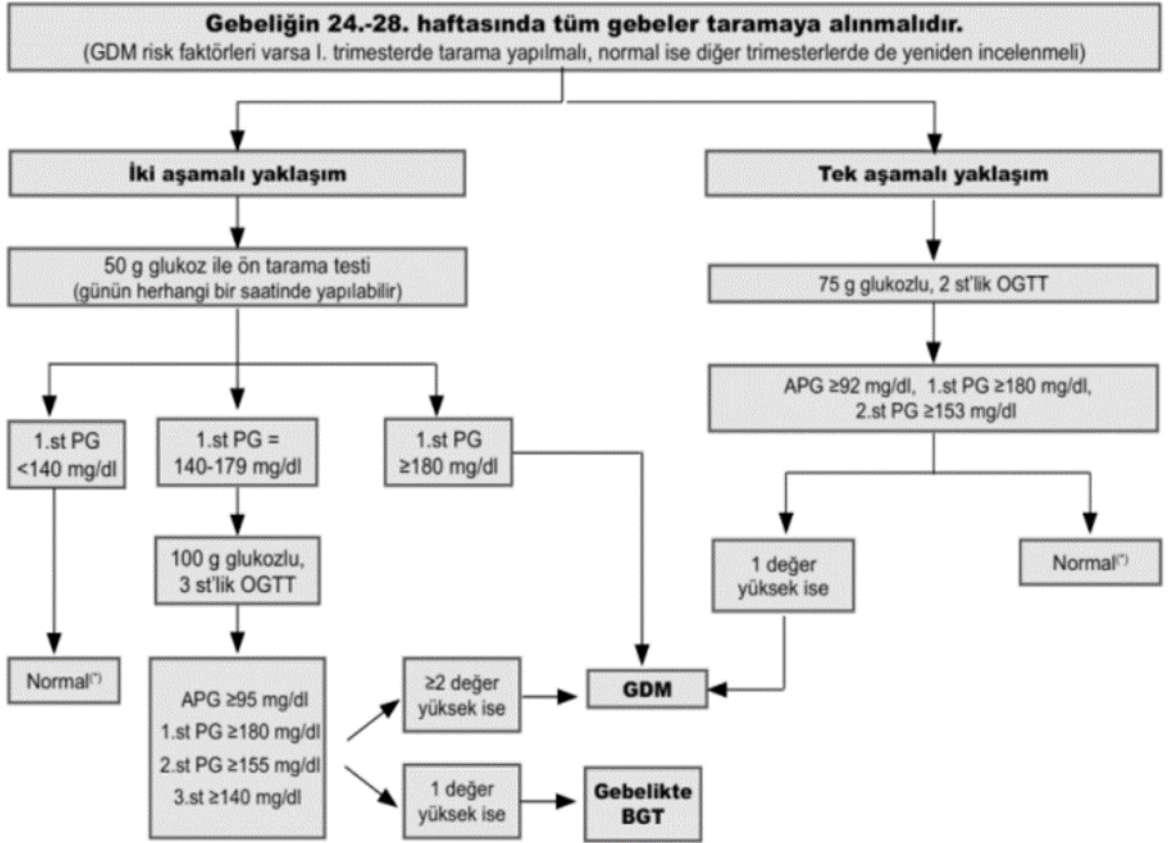 Gebeliğin 24.-28. haftasında tüm gebeler taramaya alınmalıdır.
(GDM risk faktörleri varsa I. trimesterde tarama yapılmalı, normal ise diğer trimesterlerde de yeniden incelenmeli)
İki aşamalı yaklaşım
Tek aşamalı yaklaşım
50 g glukoz ile ön tarama testi
(günün herhangi bir saatinde yapılabilir)
75 g glukozlu, 2 st'lik OGTT
APG ≥92 mg/dl, 1.st PG ≥180 mg/dl,
2.st PG ≥153 mg/dl
1.st PG
<140 mg/dl
1.st PG =
140-179 mg/dl
1.st PG
≥180 mg/dl
100 g glukozlu,
3 st'lik OGTT
1 değer
yüksek ise
Normal(*)
Normal(*)
APG ≥95 mg/dl
1.st PG ≥180 mg/dl
2.st PG ≥155 mg/dl
3.st ≥140 mg/dl
≥2 değer
yüksek ise
GDM
1 değer
yüksek ise
Gebelikte
BGT